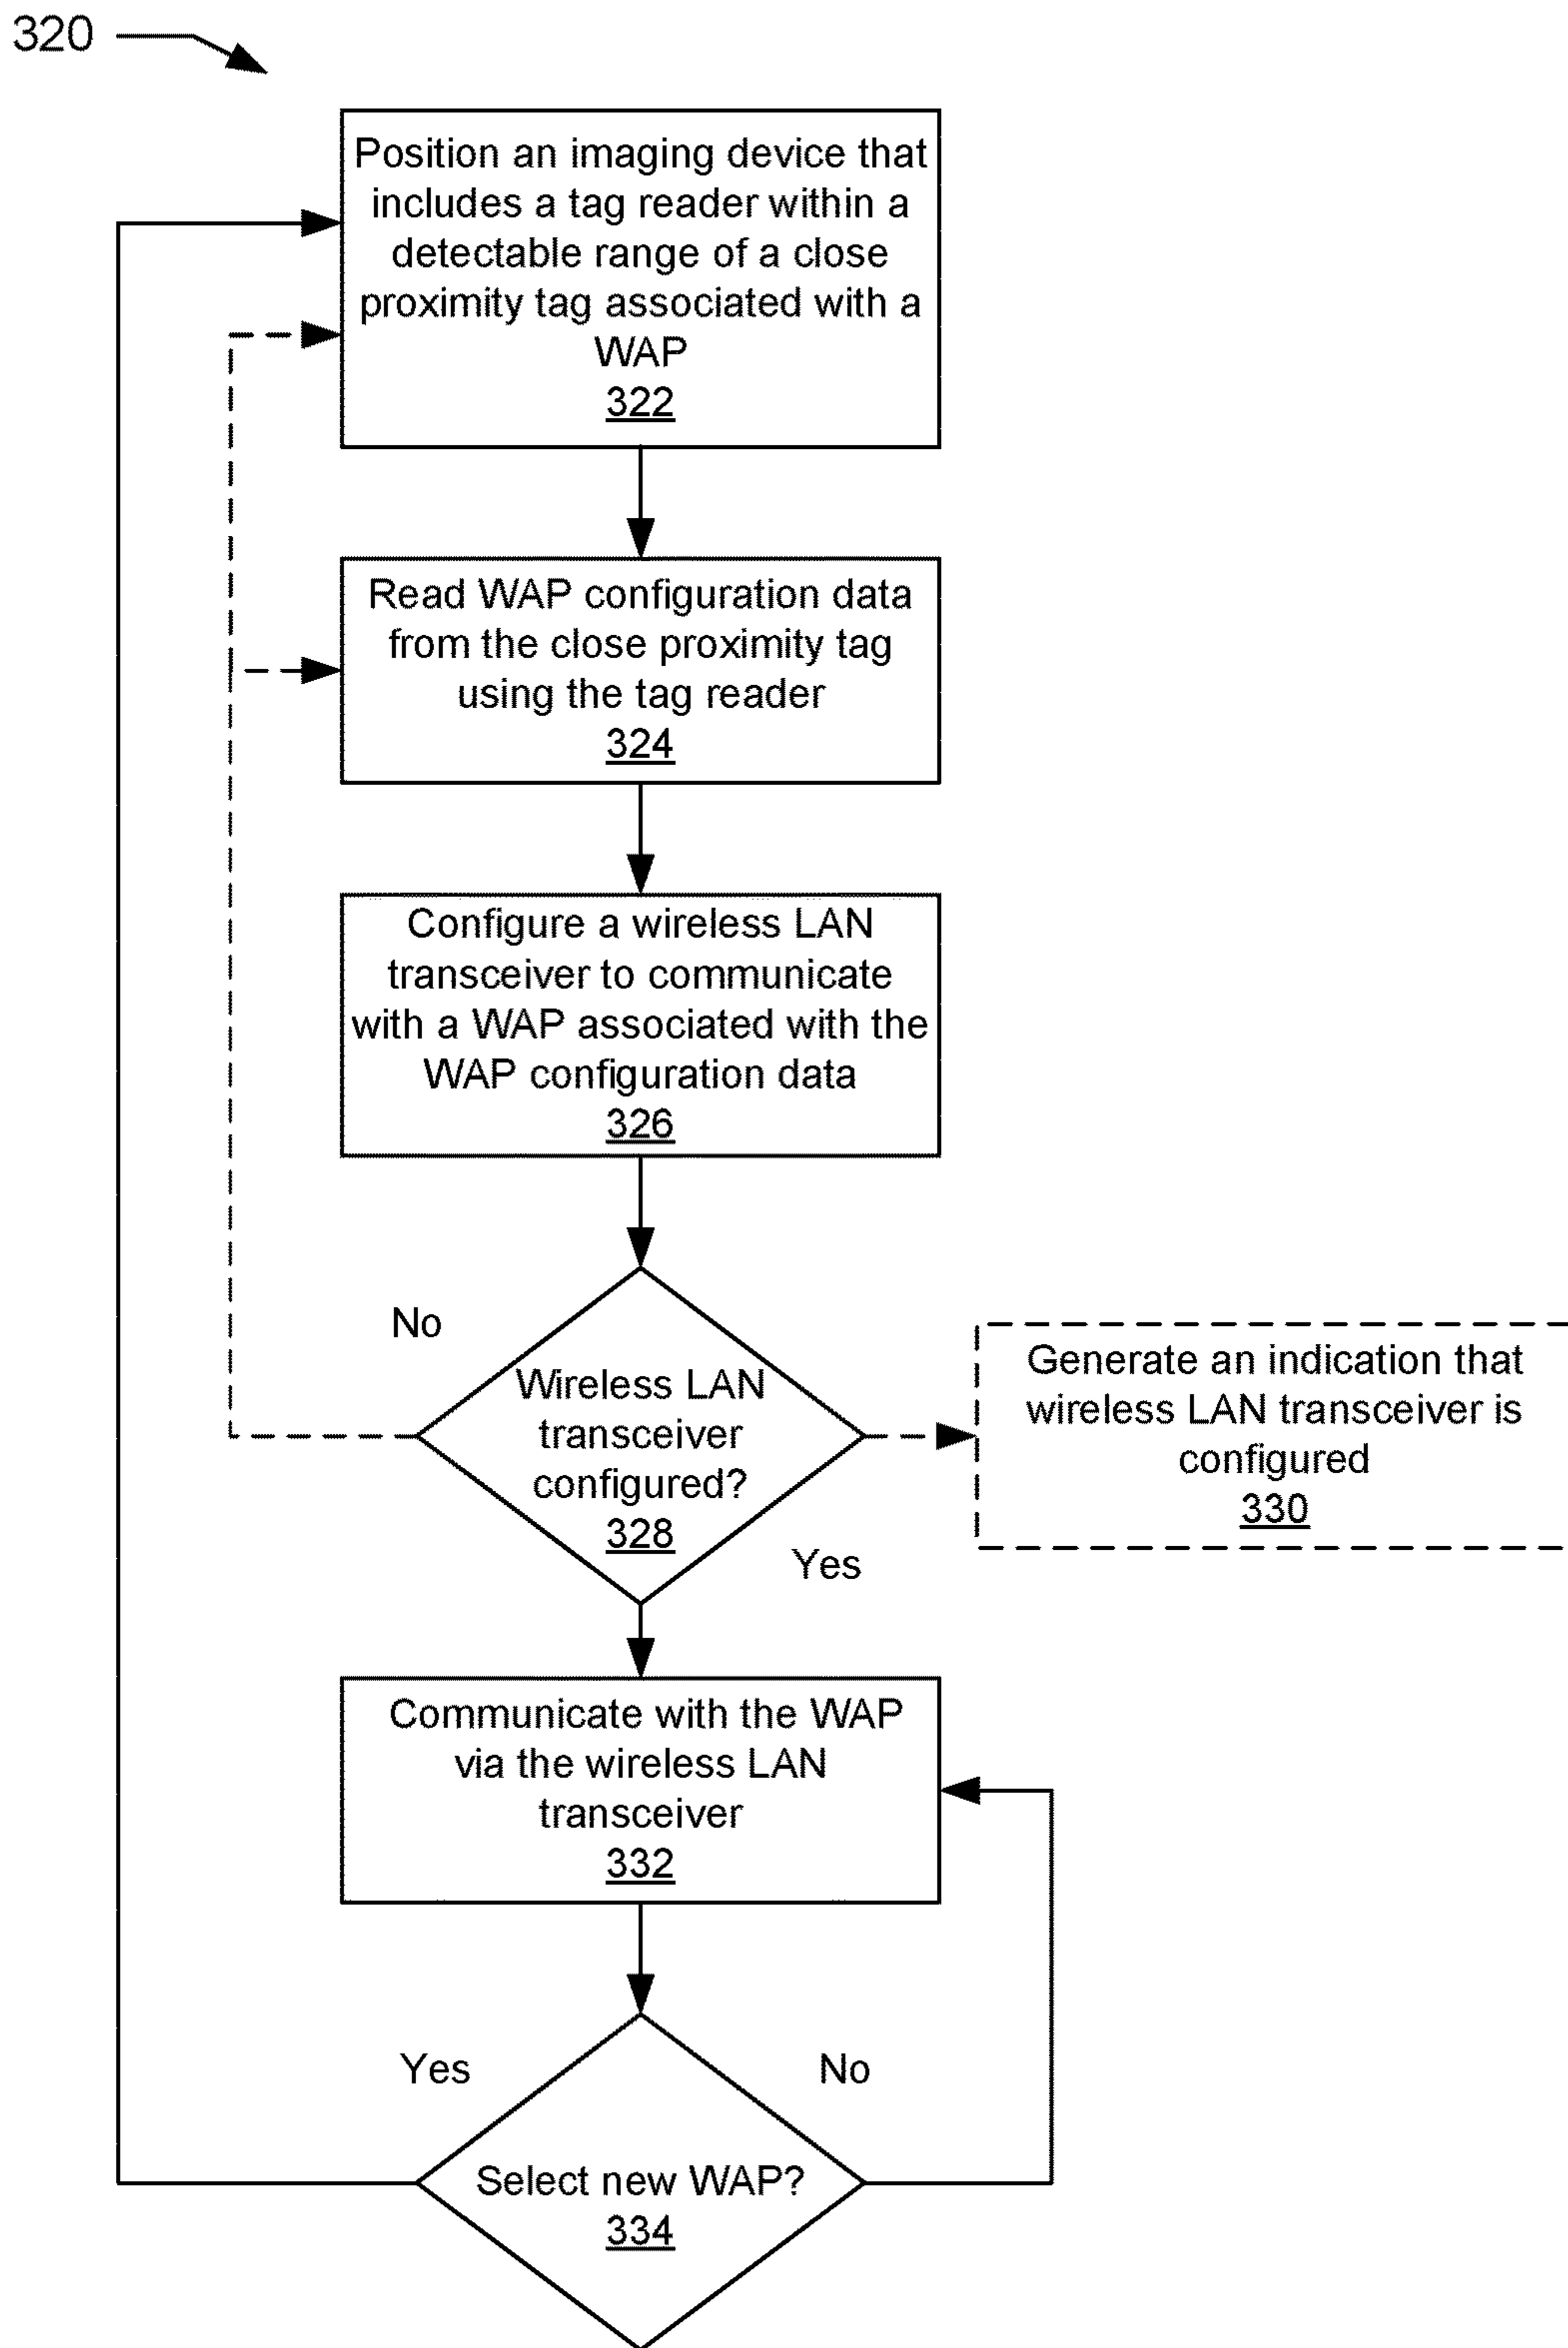 320
Position an imaging device that
includes a tag reader within a
detectable range of a close
proximity tag associated with a
WAP
322
Read WAP configuration data
from the close proximity tag
using the tag reader
324
Configure a wireless LAN
transceiver to communicate
with a WAP associated with the
WAP configuration data
326
No
Wireless LAN
transceiver
configured?
328
Yes
Generate an indication that
wireless LAN transceiver is
configured
330
Communicate with the WAP
via the wireless LAN
transceiver
332
Yes
No
Select new WAP?
334